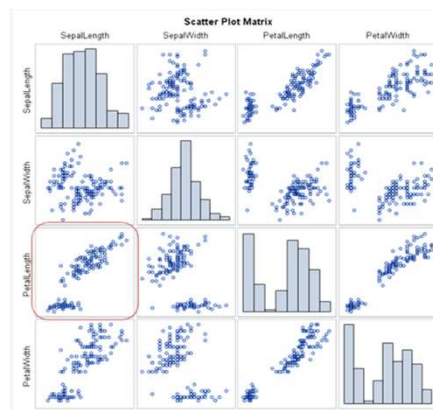 Scatter Plot Matrix
SepalLength SepalWidth PetalLength PetalWidth
SepalLength
SepalWidth
PetalLength
PetalWidth